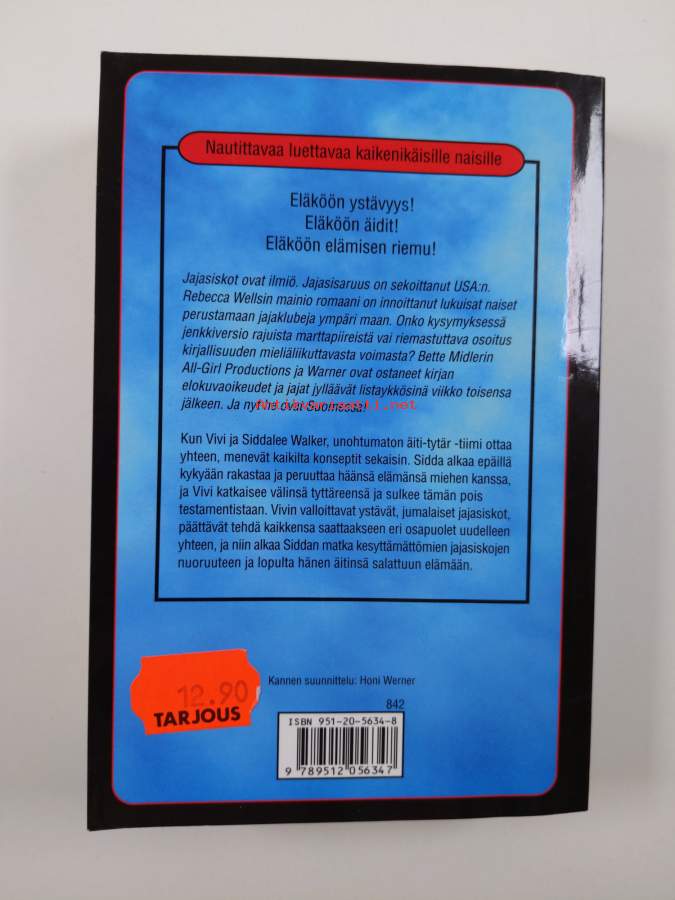 Nautittavaa luettavaa kaikenikäisille naisille
Eläköön ystävyys!
Eläköön äidit!
Eläköön elämisen riemu!
Jajasiskot ovat ilmiö. Jajasisaruus on sekoittanut USA:n.
Rebecca Wellsin mainio romaani on innoittanut lukuisat naiset
perustamaan jajaklubeja ympäri maan. Onko kysymyksessä
jenkkiversio rajuista marttapiireistä vai riemastuttava osoitus
kirjallisuuden mieliäliikuttavasta voimasta? Bette Midlerin
All-Girl Productions ja Warner ovat ostaneet kirjan
elokuvaoikeudet ja jajat jylläävät listaykkösinä viikko toisensa
jälkeen. Ja nyt he ovat Suomessa!
Antikvariaatti.net
Kun Vivi ja Siddalee Walker, unohtumaton äiti-tytär -tiimi ottaa
yhteen, menevät kaikilta konseptit sekaisin. Sidda alkaa epäillä
kykyään rakastaa ja peruuttaa häänsä elämänsä miehen kanssa,
ja Vivi katkaisee välinsä tyttäreensä ja sulkee tämän pois
testamentistaan. Vivin valloittavat ystävät, jumalaiset jajasiskot,
päättävät tehdä kaikkensa saattaakseen eri osapuolet uudelleen
yhteen, ja niin alkaa Siddan matka kesyttämättömien jajasiskojen
nuoruuteen ja lopulta hänen äitinsä salattuun elämään.
Kannen suunnittelu: Honi Werner
842
12.90
TARJOUS
ISBN 951-20-5634-8
9 789512 056347